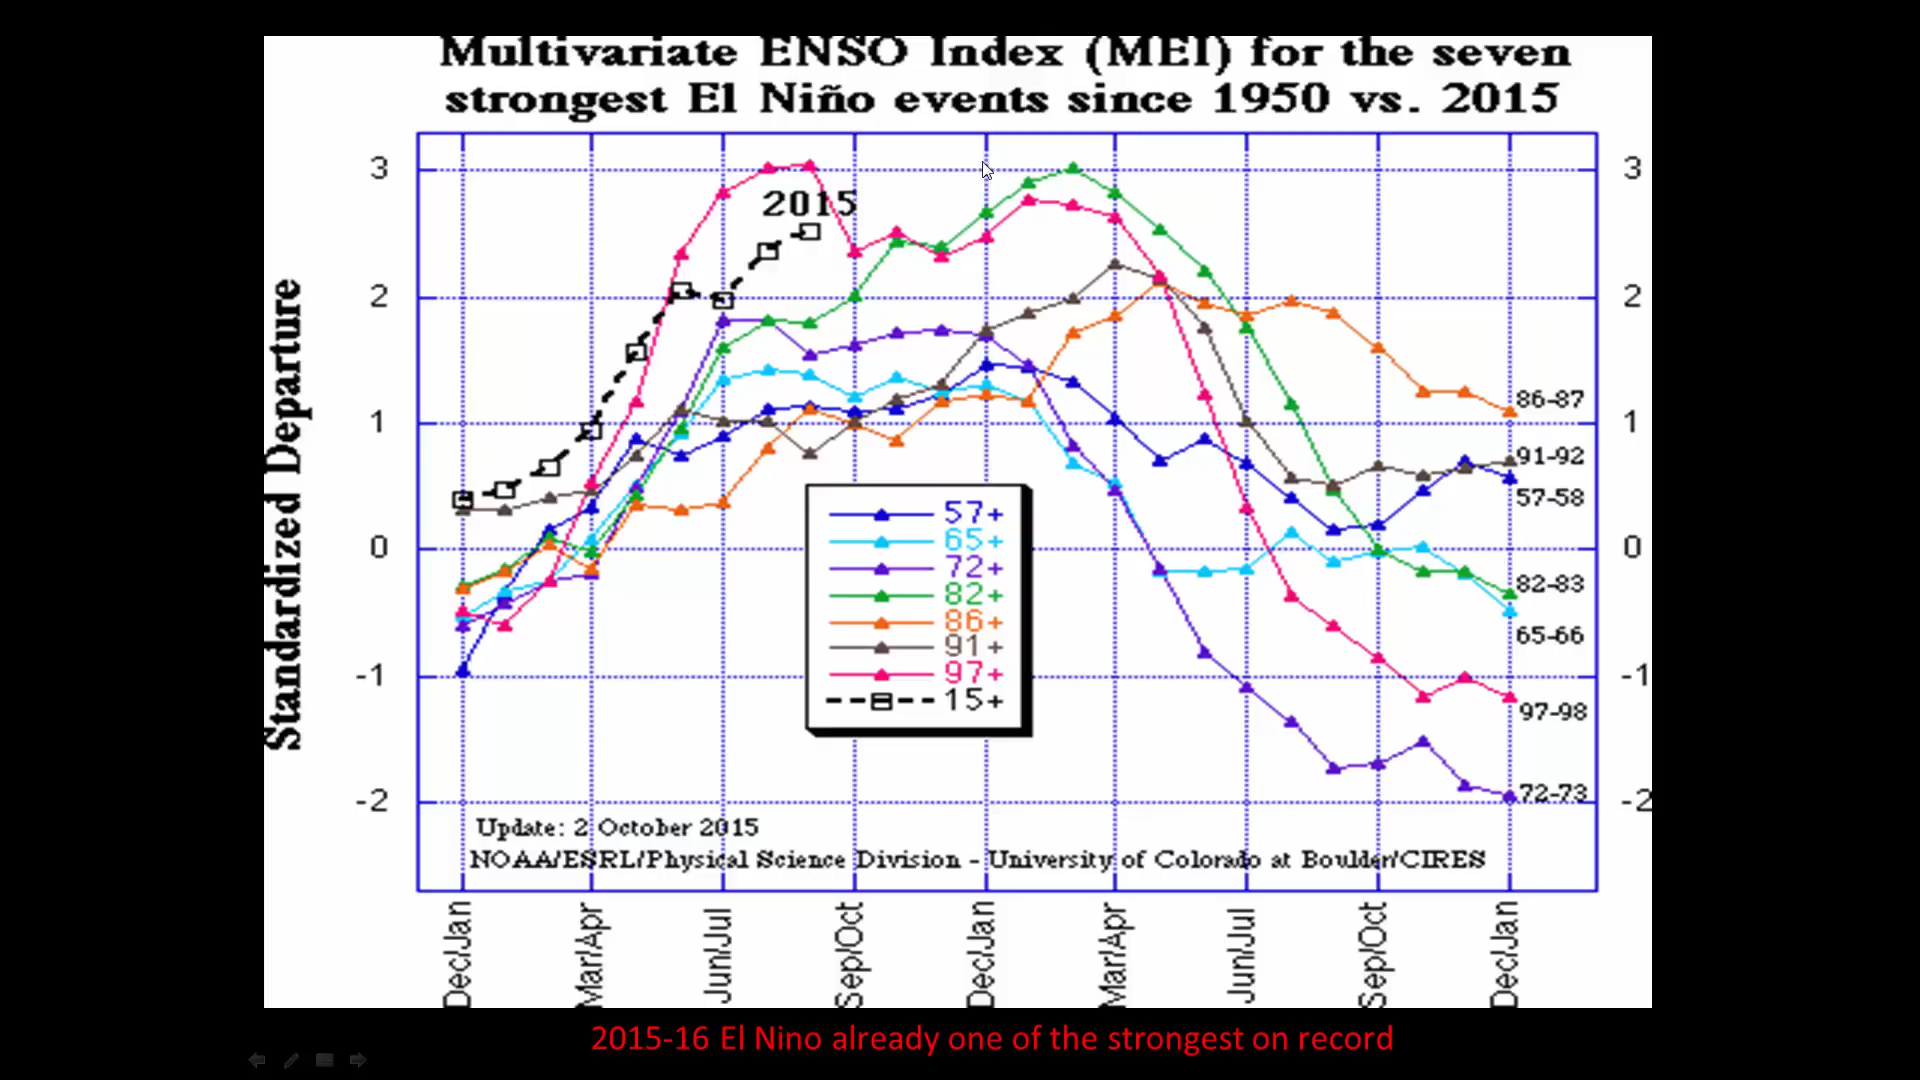 Multivariate ENSO Index (MEI) for the seven
strongest El Niño events since 1950 vs. 2015
Standardized Departure
3
2
1
0
-1
-2
3
2
1
0
-1
-2
2015
57+
65+
72+
82+
86+
91+
97+
15+
86-87
91-92
57-58
82-83
65-66
97-98
72-73
Update: 2 October 2015
NOAA/ESRL/Physical Science Division - University of Colorado at Boulder/CIRES
Dec/Jan
Mar/Apr
Jun/Jul
Sep/Oct
Dec/Jan
Mar/Apr
Jun/Jul
Sep/Oct
Dec/Jan
2015-16 El Nino already one of the strongest on record